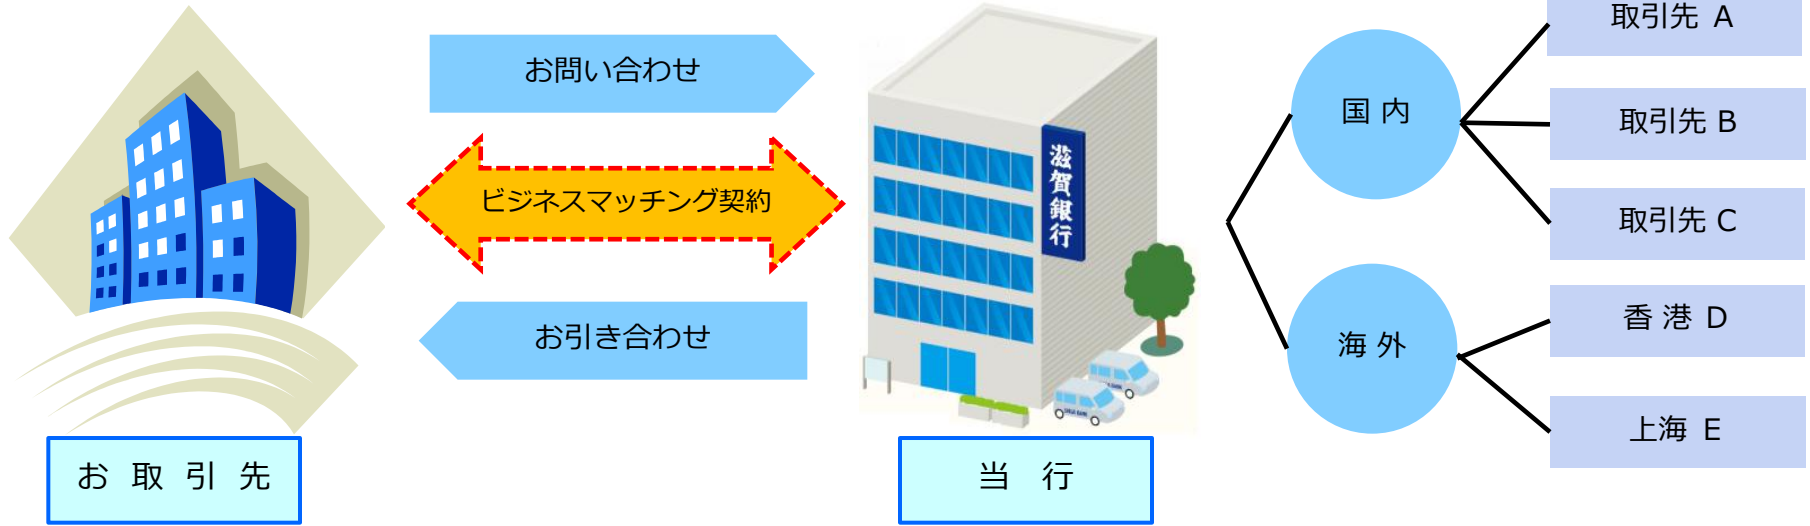 お問い合わせ
ビジネスマッチング契約
お引き合わせ
お取引先
滋賀銀行
当行
国内
海外
取引先 A
取引先 B
取引先 C
香港 D
上海 E